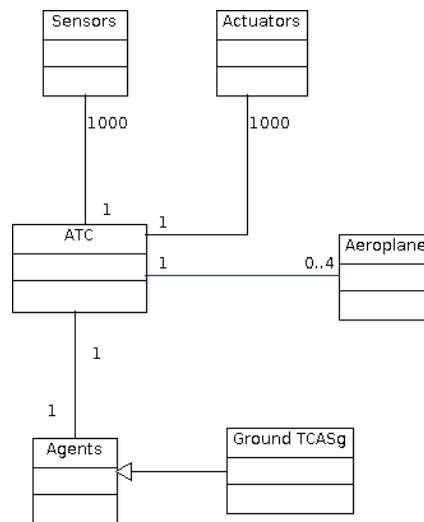 Sensors
Actuators
1000
1000
1
1
ATC
Aeroplane
1
0..4
1
1
Agents
Ground TCASg